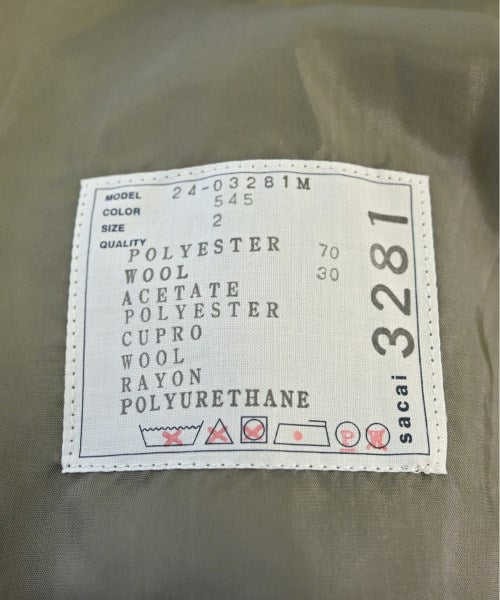 MODEL 24-03281M
COLOR 545
SIZE 2
QUALITY
POLYESTER 70
WOOL 30
ACETATE
POLYESTER
CUPRO
WOOL
RAYON
POLYURETHANE
P
sacai 3281